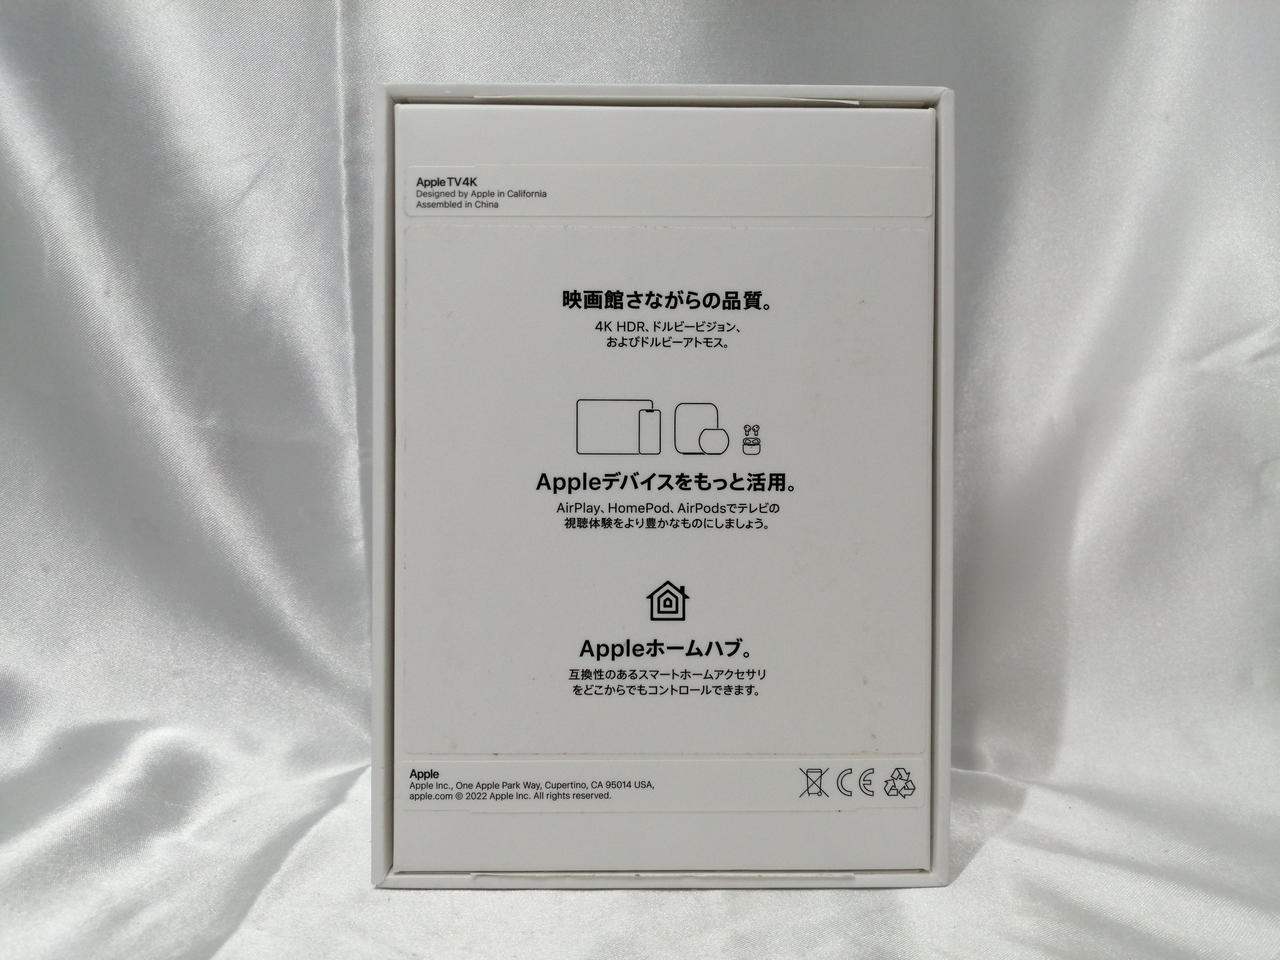 Apple TV 4K
Designed by Apple in California
Assembled in China
映画館さながらの品質。
4K HDR、ドルビービジョン、
およびドルビーアトモス。
Appleデバイスをもっと活用。
AirPlay、HomePod、AirPodsでテレビの
視聴体験をより豊かなものにしましょう。
Appleホームハブ。
互換性のあるスマートホームアクセサリ
をどこからでもコントロールできます。
Apple
Apple Inc., One Apple Park Way, Cupertino, CA 95014 USA,
apple.com © 2022 Apple Inc. All rights reserved.
CE